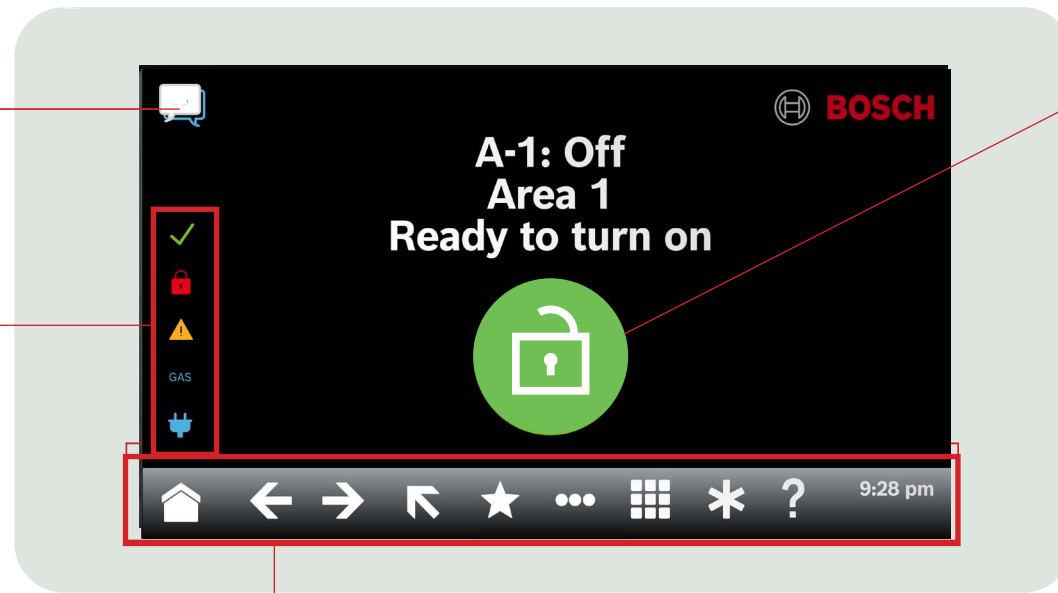 BOSCH
A-1: Off
Area 1
Ready to turn on
GAS
9:28 pm